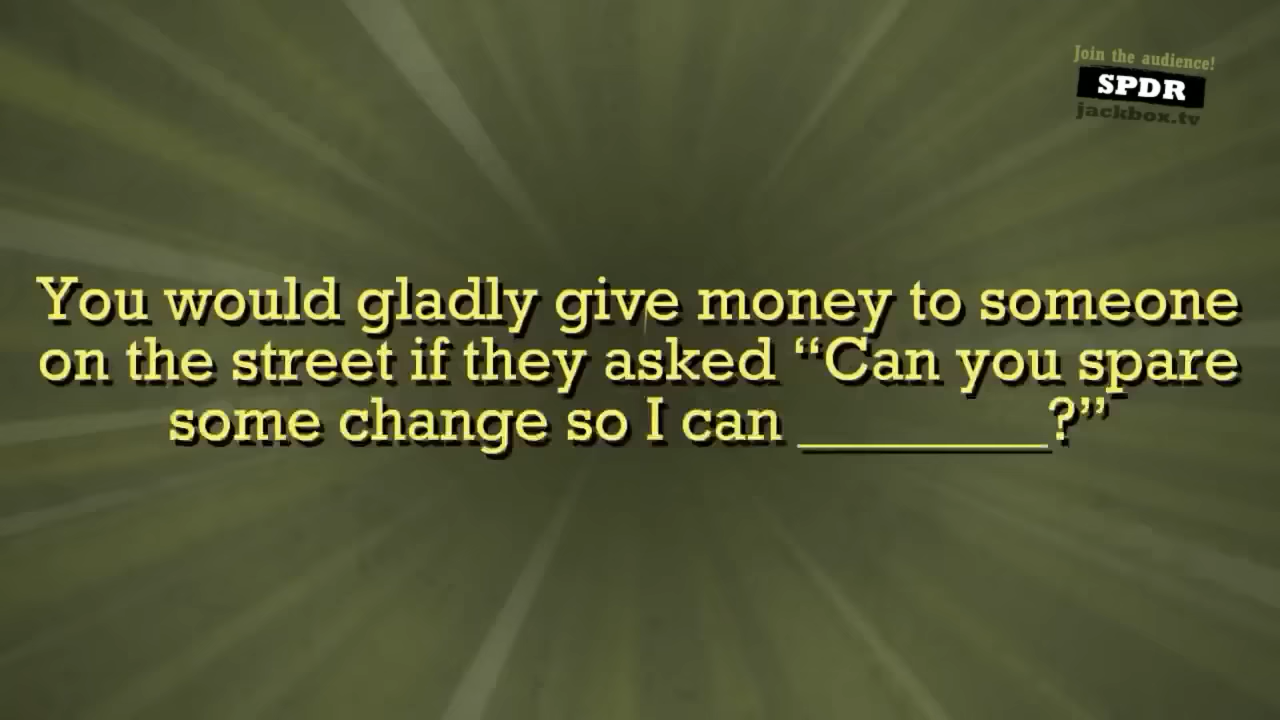 Join the audience!
SPDR
jackbox.tv
You would gladly give money to someone
on the street if they asked “Can you spare
some change so I can _________?”